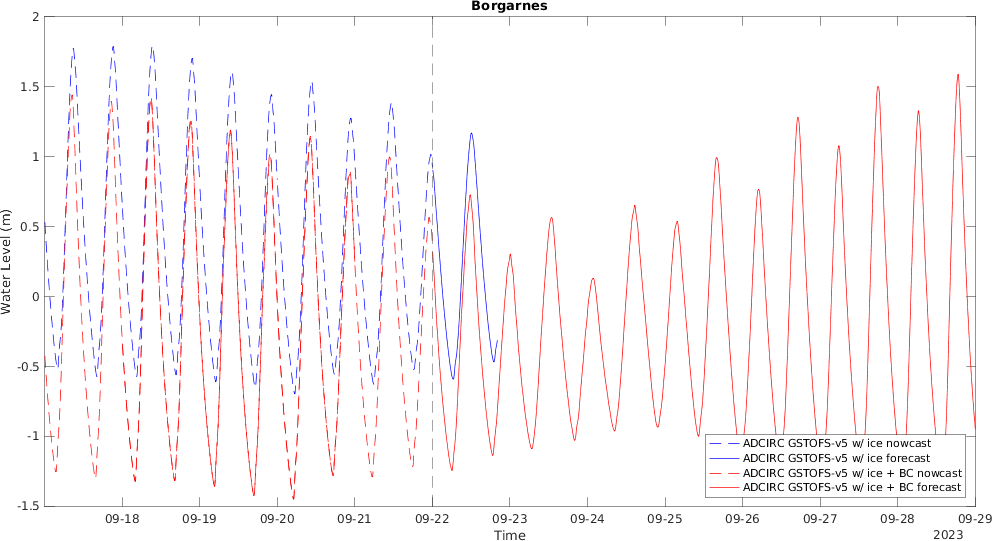 Borgarnes
2
1.5
1
0.5
0
-0.5
-1
-1.5
Water Level (m)
ADCIRC GSTOFS-v5 w/ ice nowcast
ADCIRC GSTOFS-v5 w/ ice forecast
ADCIRC GSTOFS-v5 w/ ice + BC nowcast
ADCIRC GSTOFS-v5 w/ ice + BC forecast
09-18 09-19 09-20 09-21 09-22 09-23 09-24 09-25 09-26 09-27 09-28 09-29
Time
2023